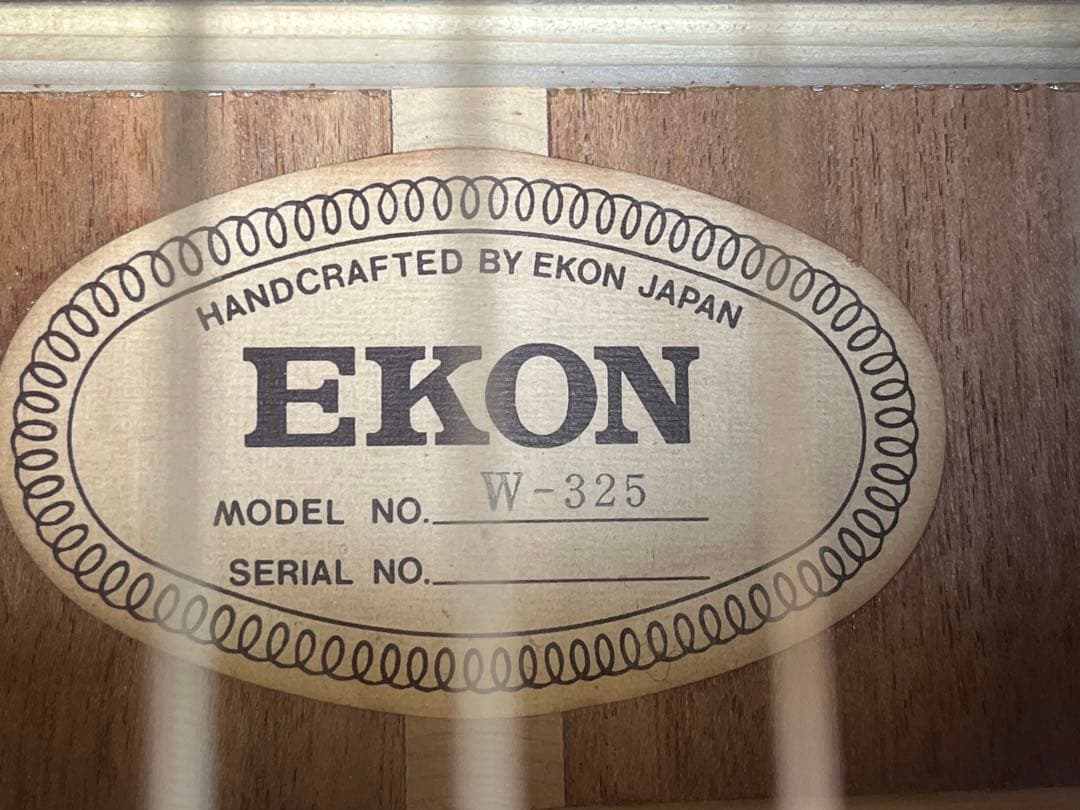 HANDCRAFTED BY EKON JAPAN
EKON
MODEL NO. W-325
SERIAL NO.